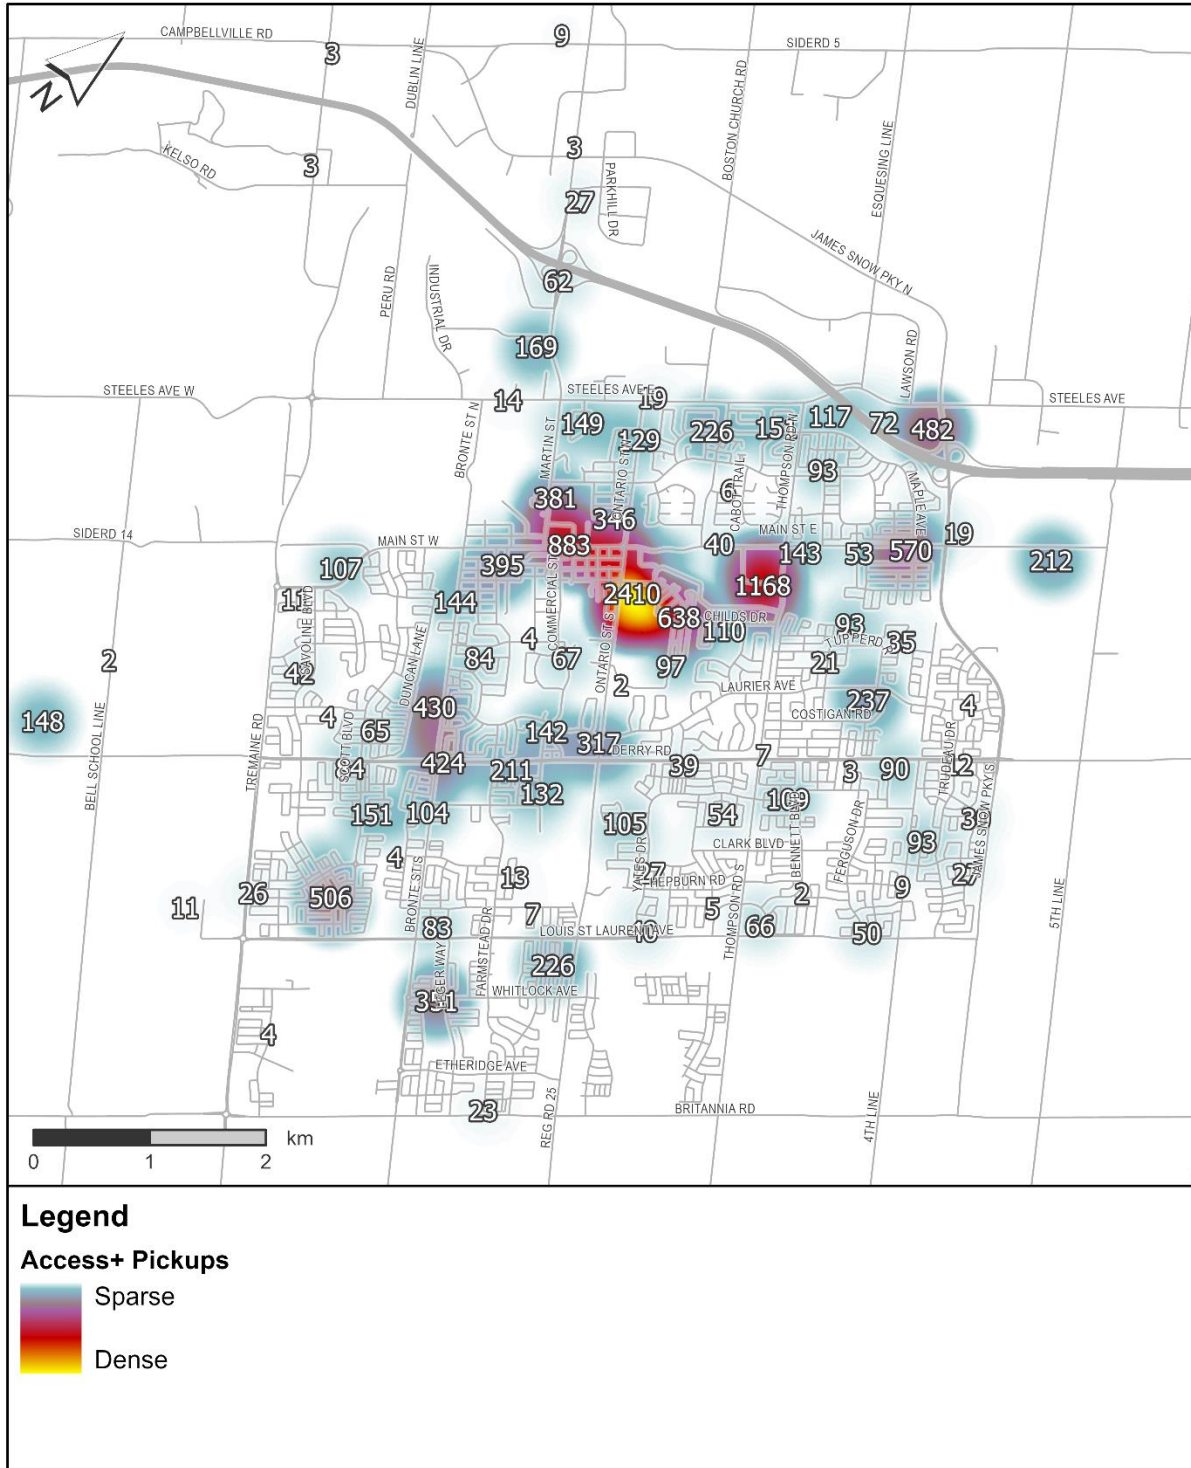 CAMPBELLVILLE RD
9
SIDERD 5
3
DUBLIN LINE
N
BOSTON CHURCH RD
ESQUESING LINE
3
KELSO RD
3
PARKHILL DR
27
JAMES SNOW PKY N
PERU RD
INDUSTRIAL DR
62
169
LAWSON RD
STEELES AVE W
STEELES AVE E
STEELES AVE
14
19
BRONTE ST N
MARTIN ST
149
129
ONTARIO ST N
226
THOMPSON RD N
117
72
482
93
6
CABOT TRAIL
MAPLE AVE
381
346
SIDERD 14
MAIN ST W
MAIN ST E
883
40
143
53
570
19
212
107
395
COMMERCIAL ST
1168
144
2410
638
CHILDS DR
110
93
SAVOLINE BLVD
4
TUPPER DR
35
2
42
DUNCAN LANE
84
67
ONTARIO ST S
97
21
2
LAURIER AVE
148
BELL SCHOOL LINE
TREMAINE RD
4
SCOTT BLVD
65
430
237
COSTIGAN RD
4
142
317
DERRY RD
TRUDEAU DR
84
424
211
39
7
3
90
12
132
109
BENNETT BLVD
151
104
105
54
FERGUSON DR
JAMES SNOW PKY S
CLARK BLVD
93
4
YATES DR
27
HEPBURN RD
27
13
26
506
BRONTE ST S
FARMSTEAD DR
2
9
11
7
5
THOMPSON RD S
5TH LINE
83
LOUIS ST LAURENT AVE
66
50
226
351
WHITLOCK AVE
4
ETHERIDGE AVE
23
REG RD 25
BRITANNIA RD
4TH LINE
km
0 1 2
Legend
Access+ Pickups
Sparse
Dense